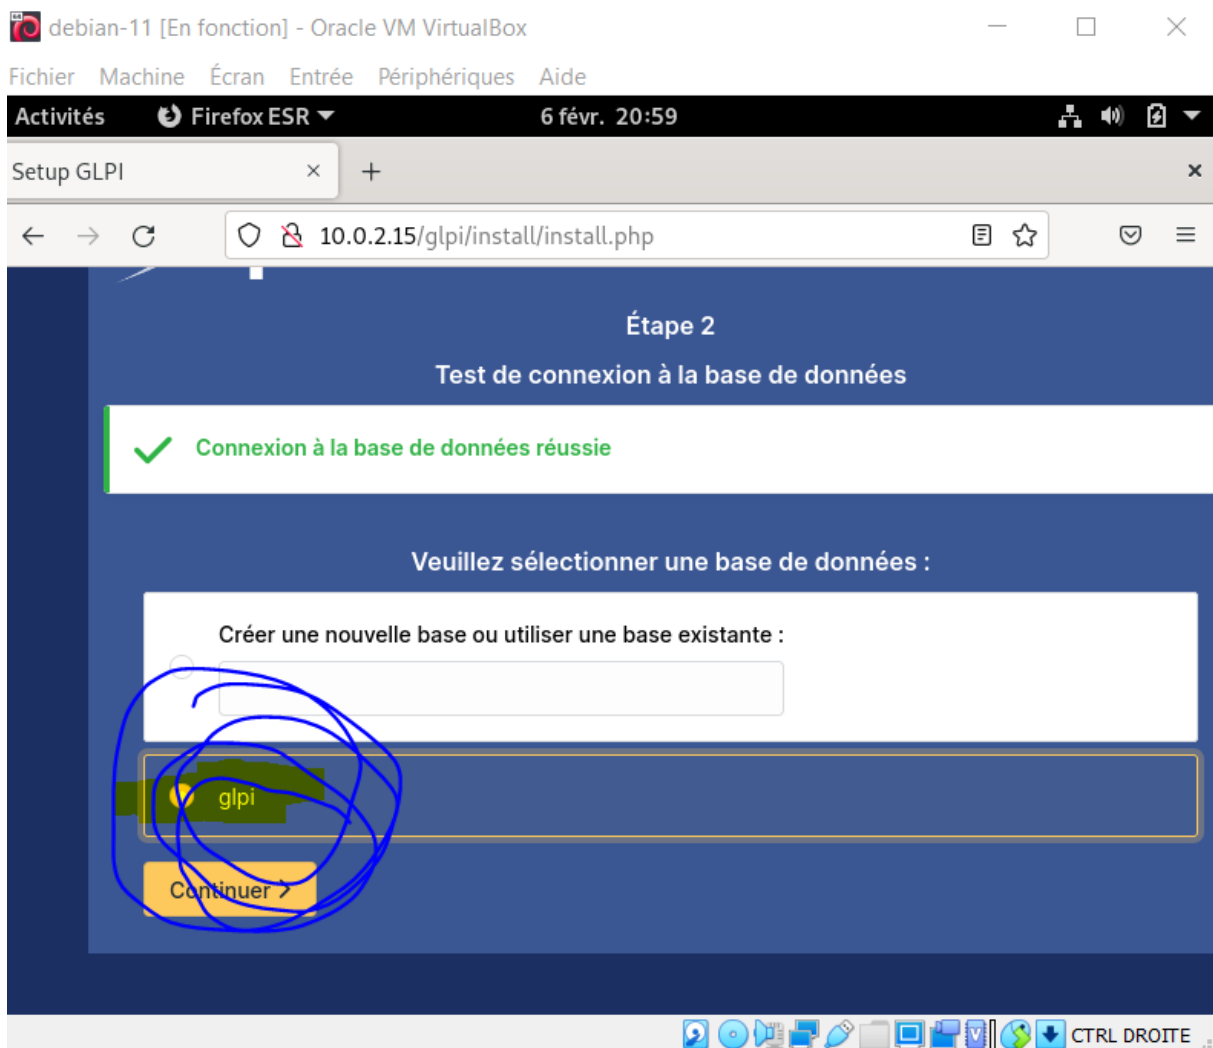 debian-11 [En fonction] - Oracle VM VirtualBox
Fichier Machine Écran Entrée Périphériques Aide
Activités Firefox ESR 6 févr. 20:59
Setup GLPI
10.0.2.15/glpi/install/install.php
Étape 2
Test de connexion à la base de données
Connexion à la base de données réussie
Veuillez sélectionner une base de données :
Créer une nouvelle base ou utiliser une base existante :
glpi
Continuer
CTRL DROITE